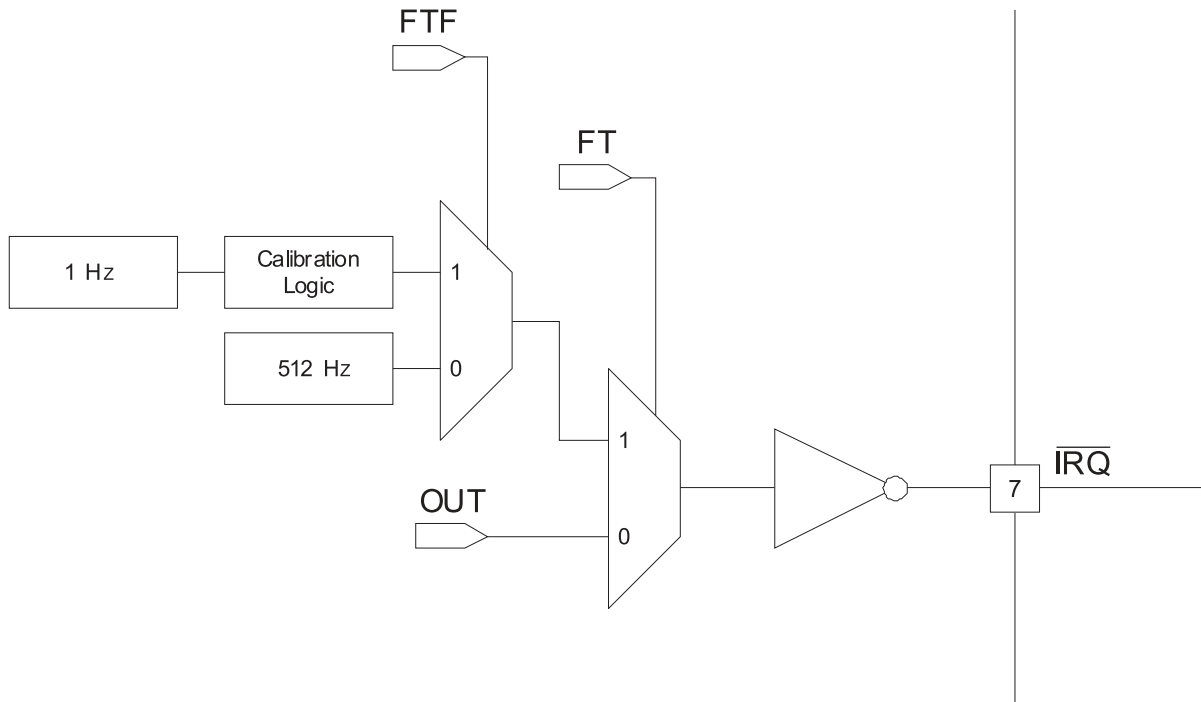 FTF
FT
1 Hz
Calibration
Logic
1
512 Hz
0
1
IRQ
7
OUT
0